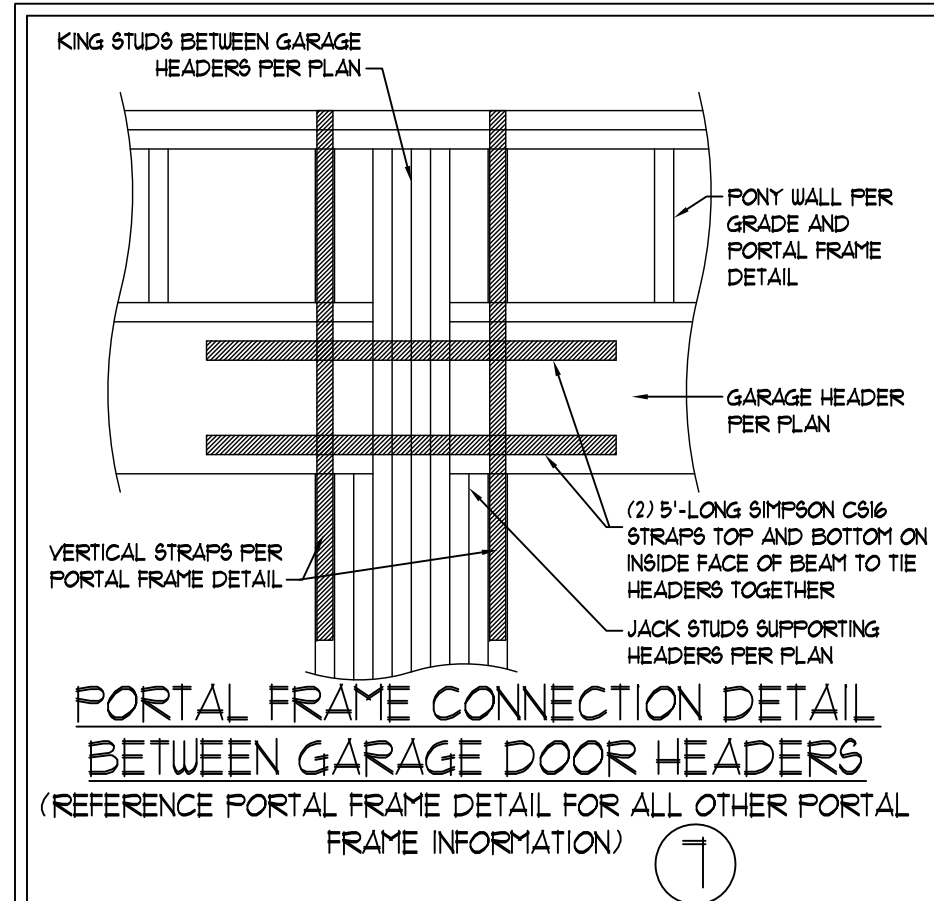 KING STUDS BETWEEN GARAGE
HEADERS PER PLAN
PONY WALL PER
GRADE AND
PORTAL FRAME
DETAIL
GARAGE HEADER
PER PLAN
(2) 5'-LONG SIMPSON CS16
STRAPS TOP AND BOTTOM ON
INSIDE FACE OF BEAM TO TIE
HEADERS TOGETHER
VERTICAL STRAPS PER
PORTAL FRAME DETAIL
JACK STUDS SUPPORTING
HEADERS PER PLAN
PORTAL FRAME CONNECTION DETAIL
BETWEEN GARAGE DOOR HEADERS
(REFERENCE PORTAL FRAME DETAIL FOR ALL OTHER PORTAL
FRAME INFORMATION)
7